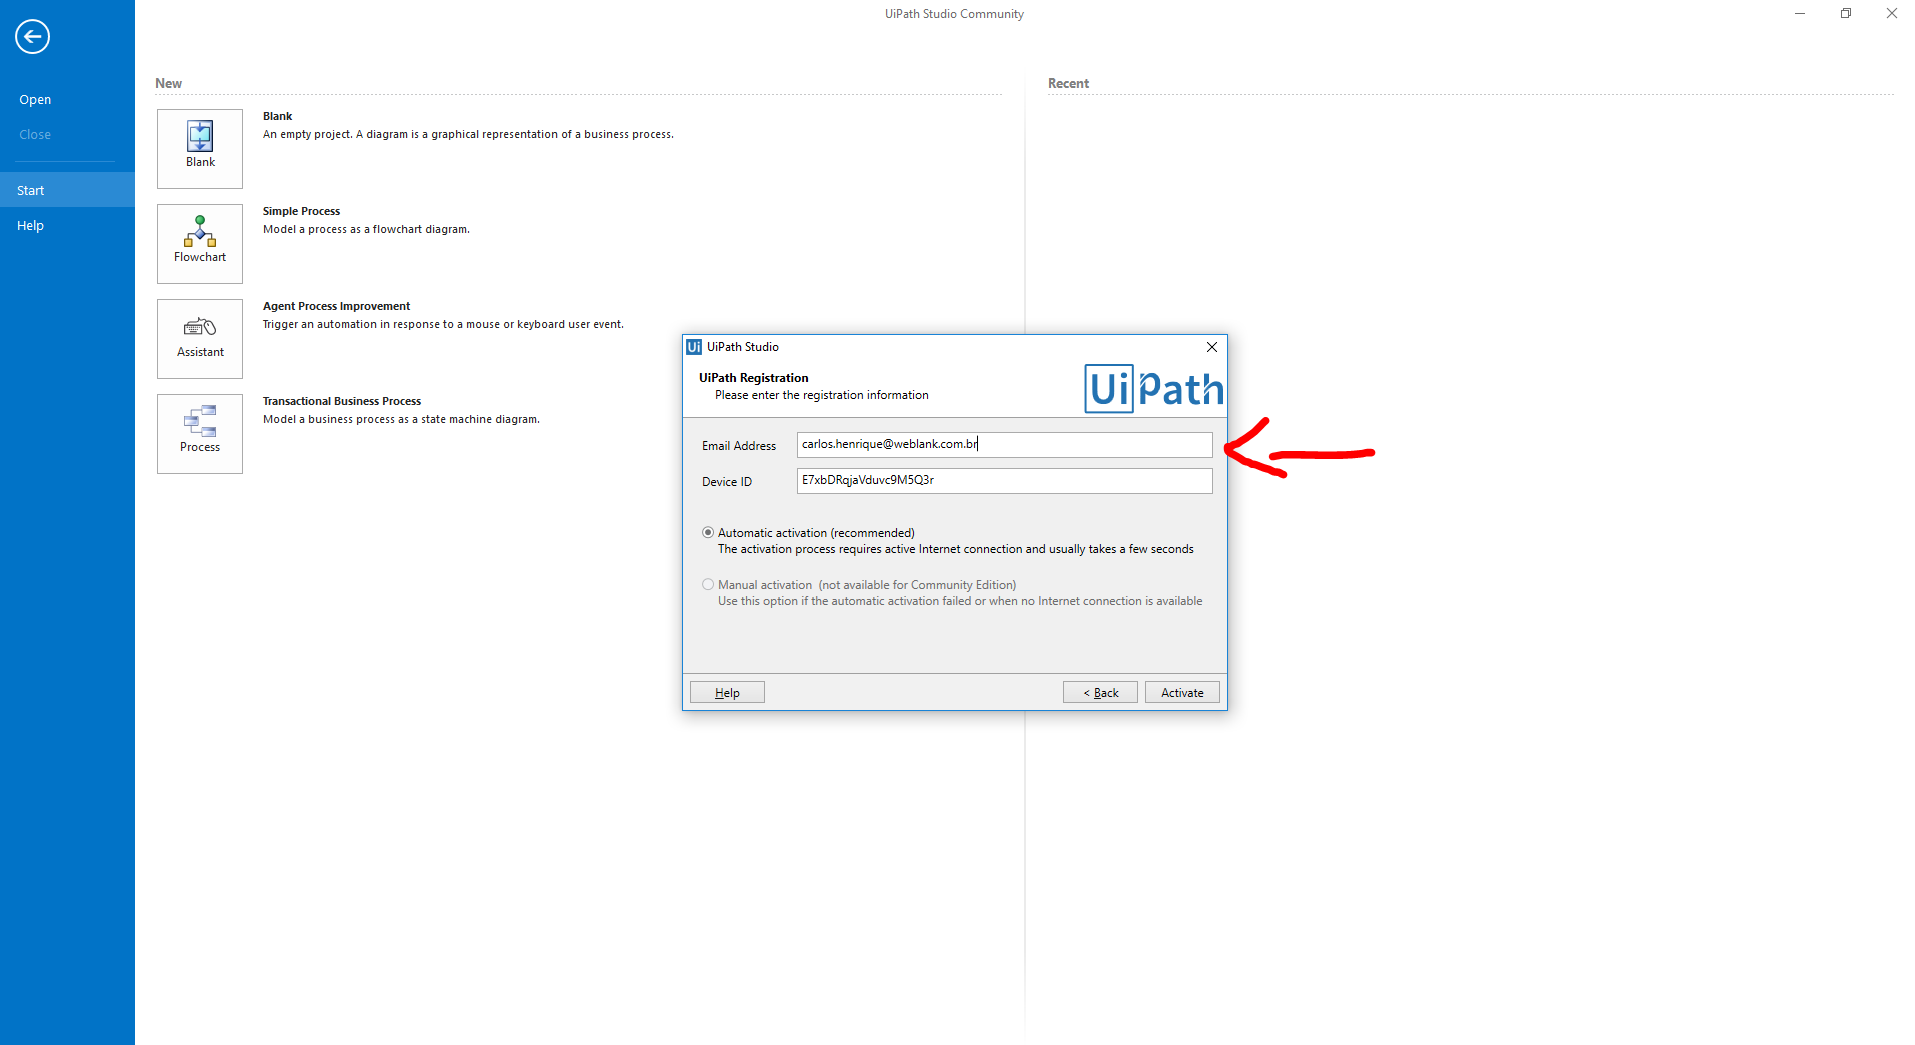 UiPath Studio Community
Open
Close
Start
Help
New
Blank
Blank
An empty project. A diagram is a graphical representation of a business process.
Flowchart
Simple Process
Model a process as a flowchart diagram.
Assistant
Agent Process Improvement
Trigger an automation in response to a mouse or keyboard user event.
Process
Transactional Business Process
Model a business process as a state machine diagram.
Recent
Ui UiPath Studio
UiPath Registration
Please enter the registration information
UiPath
Email Address carlos.henrique@weblank.com.br
Device ID E7xbDRqjaVduvc9M5Q3r
Automatic activation (recommended)
The activation process requires active Internet connection and usually takes a few seconds
Manual activation (not available for Community Edition)
Use this option if the automatic activation failed or when no Internet connection is available
Help < Back Activate